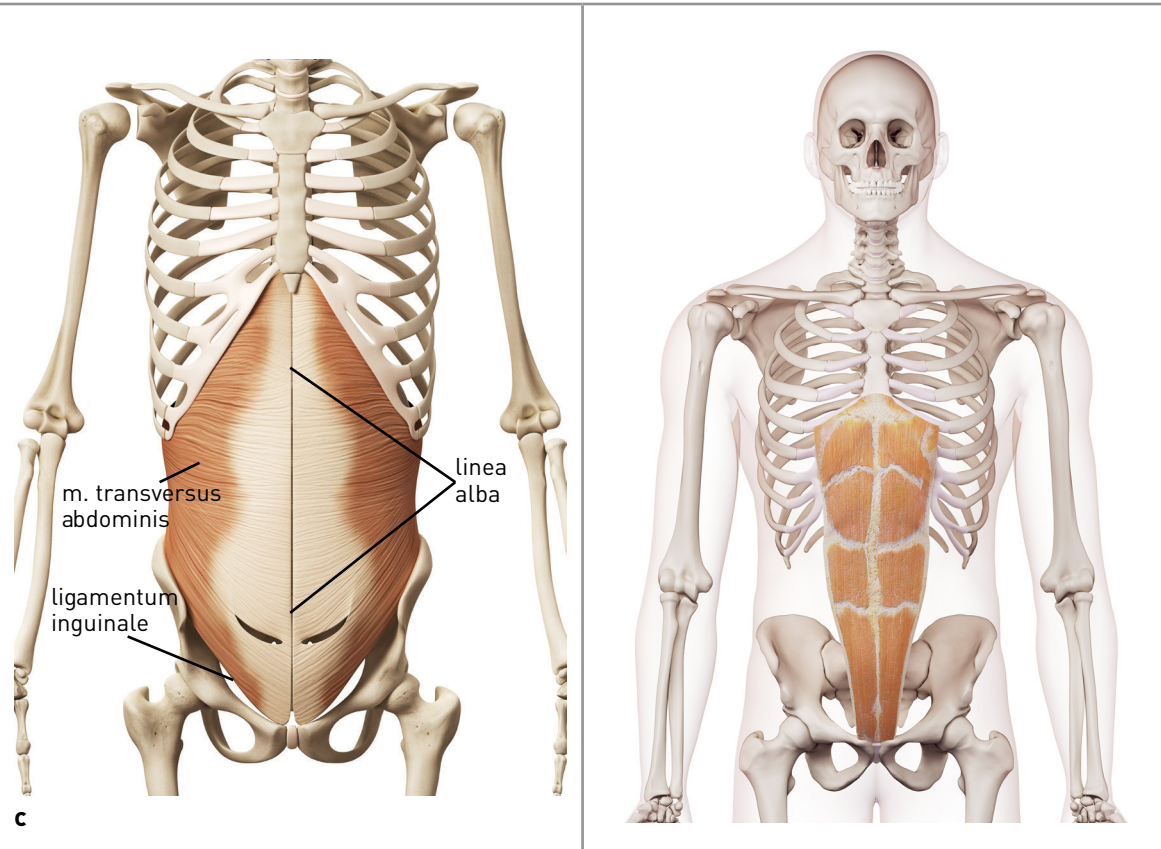 m. transversus
abdominis
linea
alba
ligamentum
inguinale
c